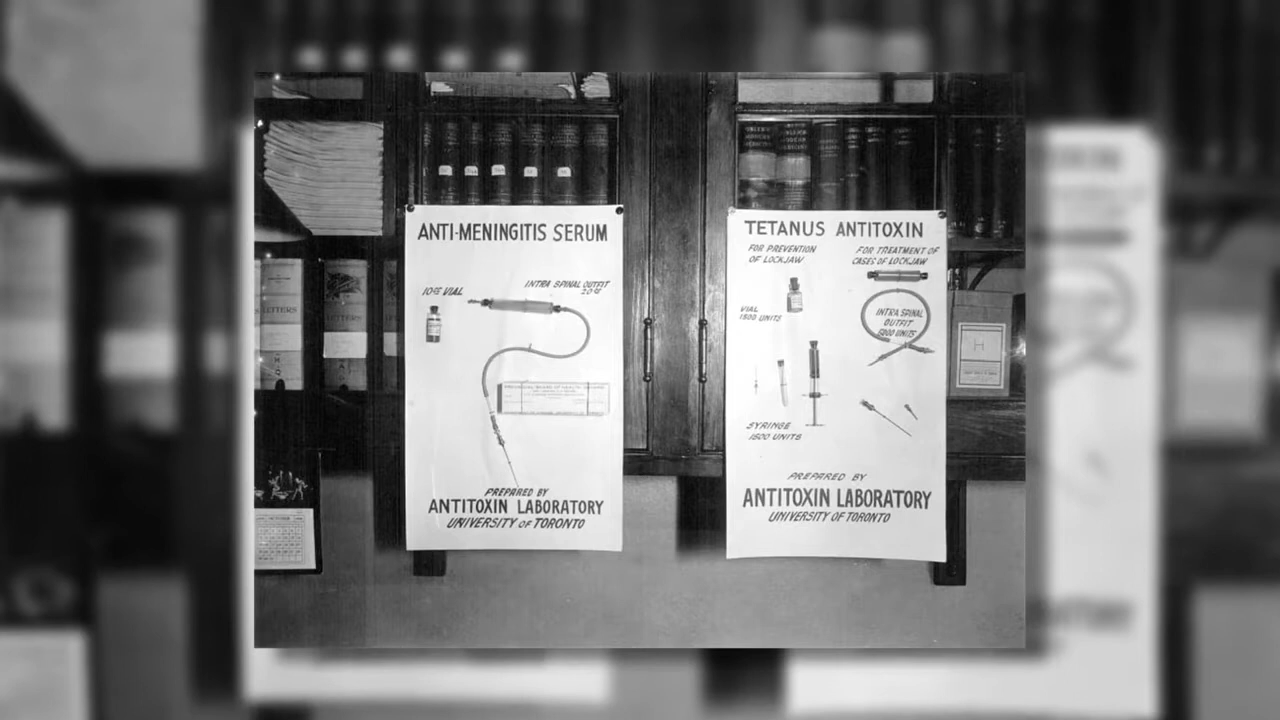 ANTI-MENINGITIS SERUM
10cc VIAL
INTRA SPINAL OUTFIT
20cc
PREPARED BY
ANTITOXIN LABORATORY
UNIVERSITY OF TORONTO
TETANUS ANTITOXIN
FOR PREVENTION
OF LOCKJAW
FOR TREATMENT OF
CASES OF LOCKJAW
VIAL
1500 UNITS
INTRA SPINAL
OUTFIT
5000 UNITS
SYRINGE
1500 UNITS
PREPARED BY
ANTITOXIN LABORATORY
UNIVERSITY OF TORONTO
LETTERS
LETTERS
H